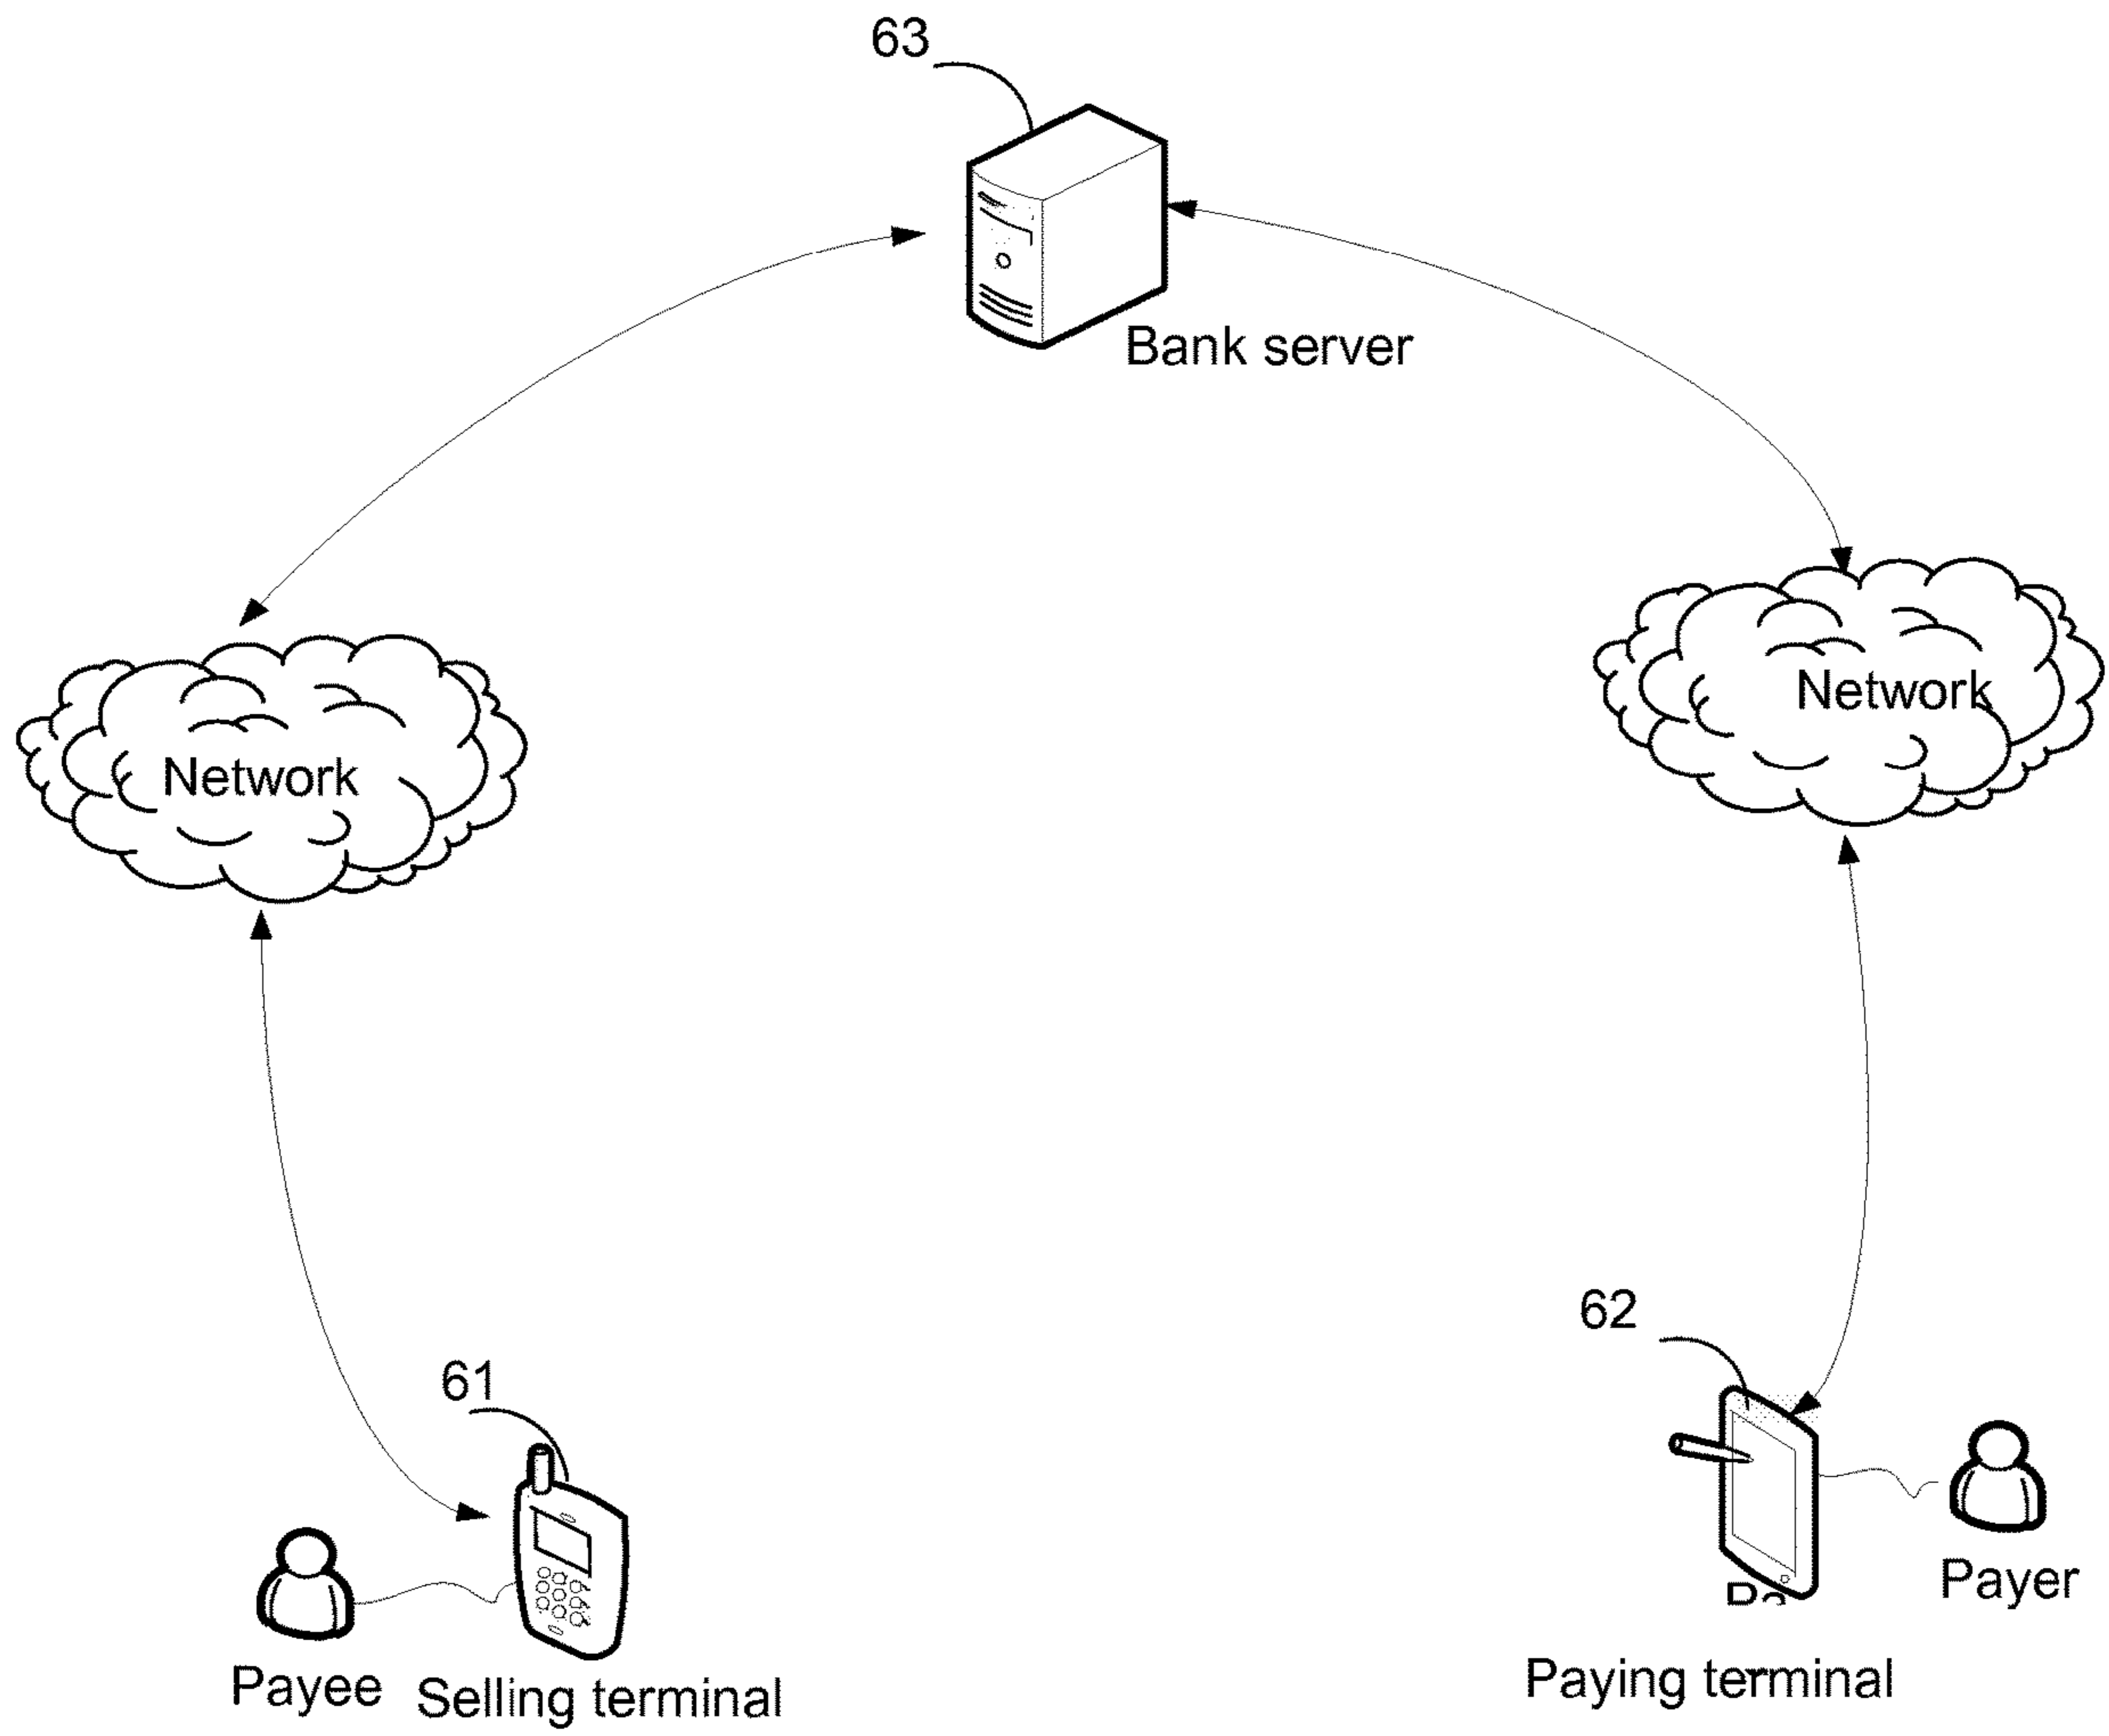 63
Bank server
Network
Network
62
61
Payer
Payee
Selling terminal
Paying terminal